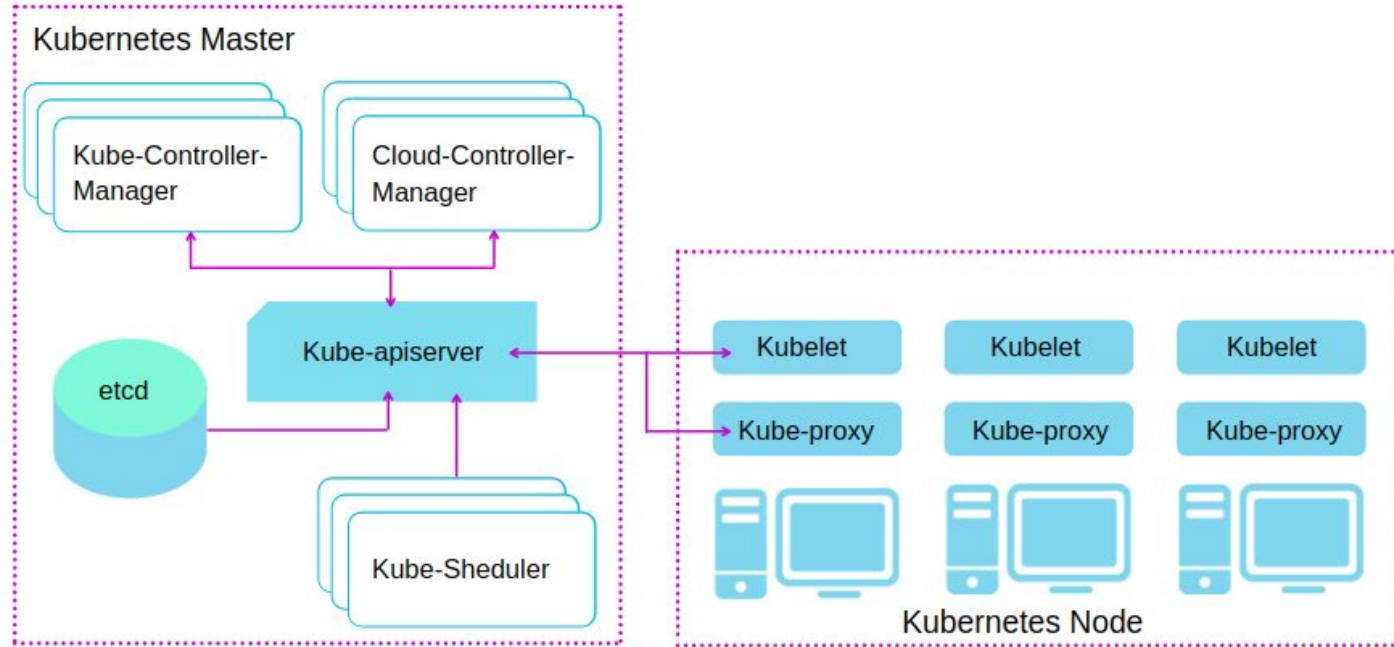 Kubernetes Master
Kube-Controller-
Manager
Cloud-Controller-
Manager
Kube-apiserver
etcd
Kube-Sheduler
Kubelet
Kubelet
Kubelet
Kube-proxy
Kube-proxy
Kube-proxy
Kubernetes Node